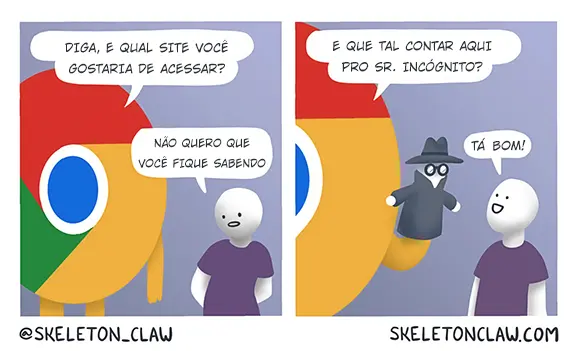 DIGA, E QUAL SITE VOCÊ
GOSTARIA DE ACESSAR?
NÃO QUERO QUE
VOCÊ FIQUE SABENDO
E QUE TAL CONTAR AQUI
PRO SR. INCÓGNITO?
TÁ BOM!
@SKELETON_CLAW
SKELETONCLAW.COM